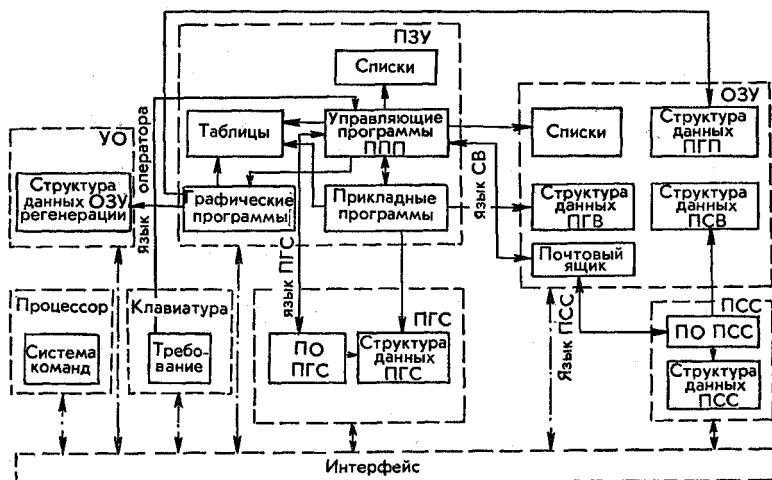 ПЗУ
Списки
Управляющие
программы
ППП
Таблицы
Графические
программы
Прикладные
программы
УО
Структура
данных ОЗУ
регенерации
Язык оператора
ОЗУ
Списки
Структура
данных
ПГП
Структура
данных
ПГВ
Структура
данных
ПСВ
Почтовый
ящик
Язык СВ
Язык ПГС
Язык ПСС
Процессор
Система
команд
Клавиатура
Требо-
вание
ПГС
ПО
ПГС
Структура
данных ПГС
ПСС
ПО ПСС
Структура
данных
ПСС
Интерфейс